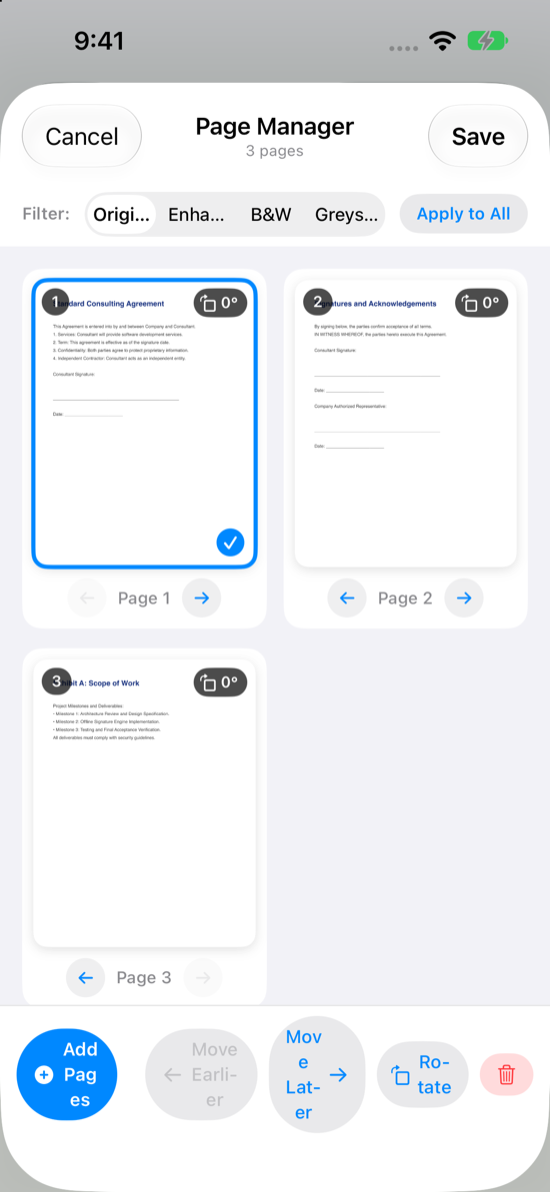 9:41
Cancel
Page Manager
Save
3 pages
Filter:
Origi...
Enha...
B&W
Greys...
Apply to All
1
dard Consulting Agreement
0°
This Agreement is entered into by and between Company and Consultant.
1. Services: Consultant will provide software development services.
2. Term: This agreement is effective as of the signature date.
3. Confidentiality: Both parties agree to protect proprietary information.
4. Independent Contractor: Consultant acts as an independent entity.
Consultant Signature:
Date:
Page 1
2
natures and Acknowledgements
0°
By signing below, the parties confirm acceptance of all terms.
IN WITNESS WHEREOF, the parties hereto execute this Agreement.
Consultant Signature:
Date:
Company Authorized Representative:
Date:
Page 2
3
bit A: Scope of Work
0°
Project Milestones and Deliverables:
- Milestone 1: Architecture Review and Design Specification.
- Milestone 2: Offline Signature Engine Implementation.
- Milestone 3: Testing and Final Acceptance Verification.
All deliverables must comply with security guidelines.
Page 3
Add
Pag
es
Move
Earli-
er
Mov
e
Lat-
er
Ro-
tate